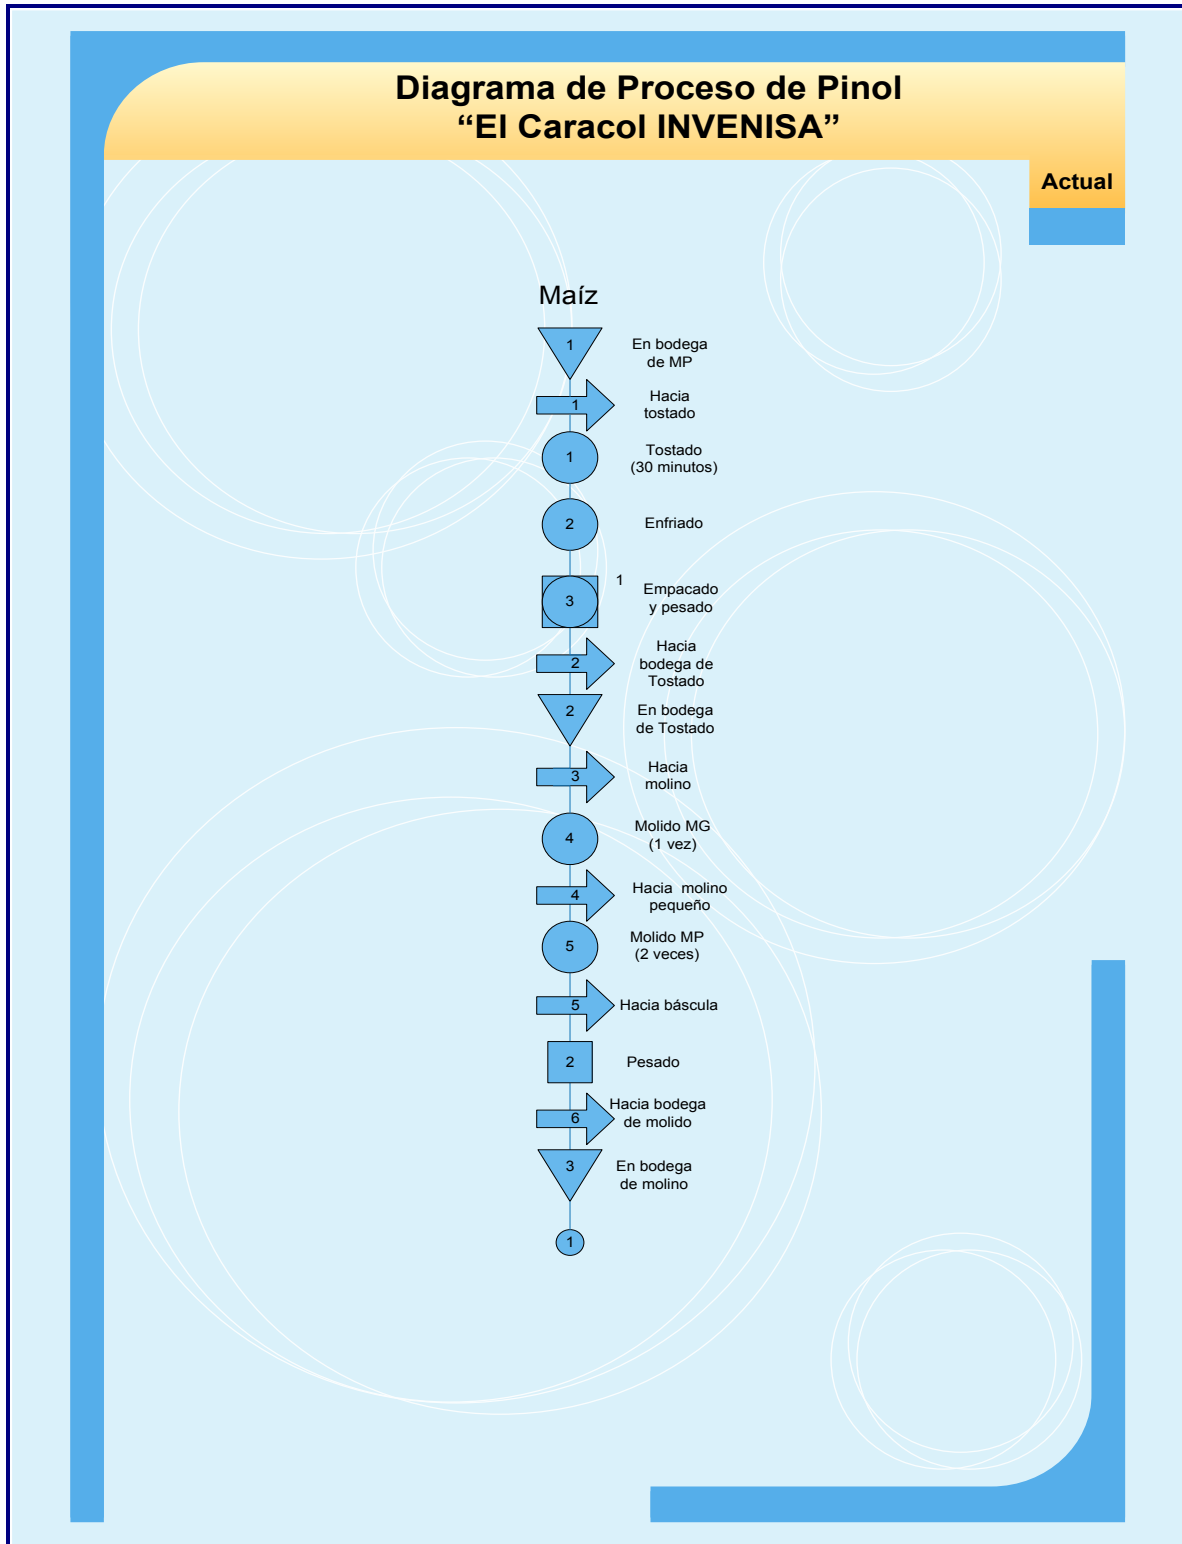 Diagrama de Proceso de Pinol
“El Caracol INVENISA”
Actual
Maíz
1
En bodega
de MP
1
Hacia
tostado
1
Tostado
(30 minutos)
2
Enfriado
3
1
Empacado
y pesado
2
Hacia
bodega de
Tostado
2
En bodega
de Tostado
3
Hacia
molino
4
Molido MG
(1 vez)
4
Hacia molino
pequeño
5
Molido MP
(2 veces)
5
Hacia báscula
2
Pesado
6
Hacia bodega
de molido
3
En bodega
de molino
1